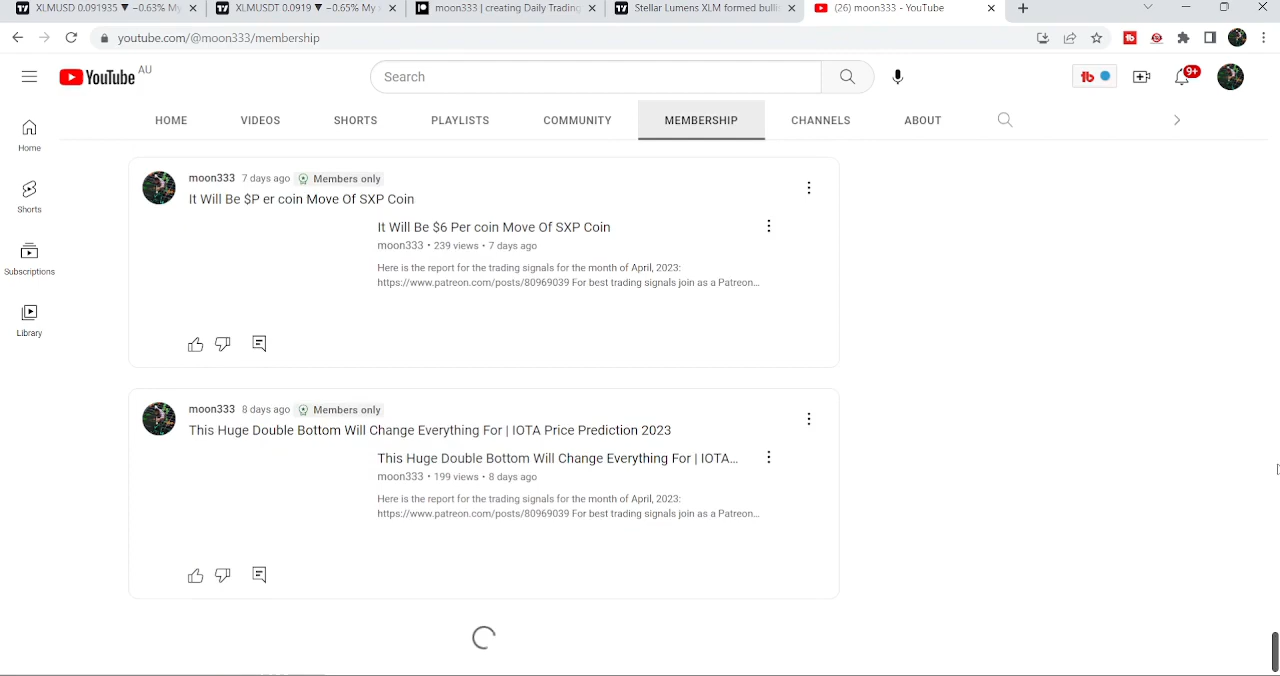 XLMUSD 0.091935 ▼ −0.63% My
XLMUSDT 0.0919 ▼ −0.65% My
moon333 | creating Daily Trading
Stellar Lumens XLM formed bulli
(26) moon333 - YouTube
youtube.com/@moon333/membership
YouTube AU
Search
9+
HOME
VIDEOS
SHORTS
PLAYLISTS
COMMUNITY
MEMBERSHIP
CHANNELS
ABOUT
Home
Shorts
Subscriptions
Library
moon333 7 days ago Members only
It Will Be $P er coin Move Of SXP Coin
It Will Be $6 Per coin Move Of SXP Coin
moon333 • 239 views • 7 days ago
Here is the report for the trading signals for the month of April, 2023:
https://www.patreon.com/posts/80969039 For best trading signals join as a Patreon...
moon333 8 days ago Members only
This Huge Double Bottom Will Change Everything For | IOTA Price Prediction 2023
This Huge Double Bottom Will Change Everything For | IOTA...
moon333 • 199 views • 8 days ago
Here is the report for the trading signals for the month of April, 2023:
https://www.patreon.com/posts/80969039 For best trading signals join as a Patreon...